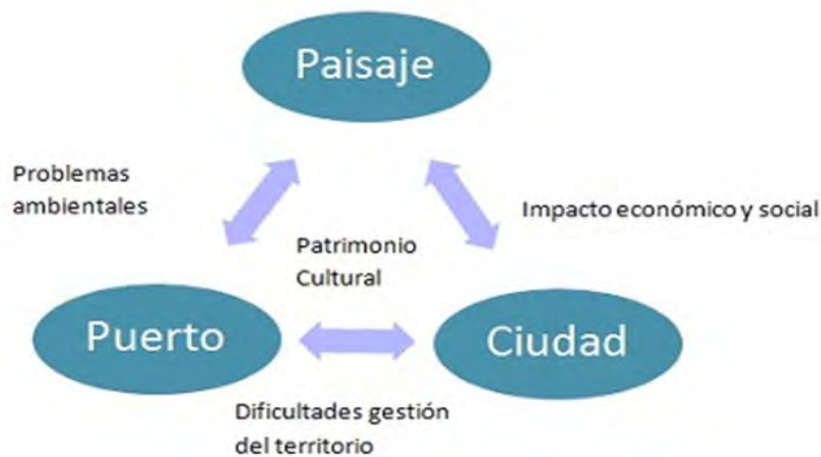 Paisaje
Problemas
ambientales
Impacto económico y social
Patrimonio
Cultural
Puerto
Ciudad
Dificultades gestión
del territorio